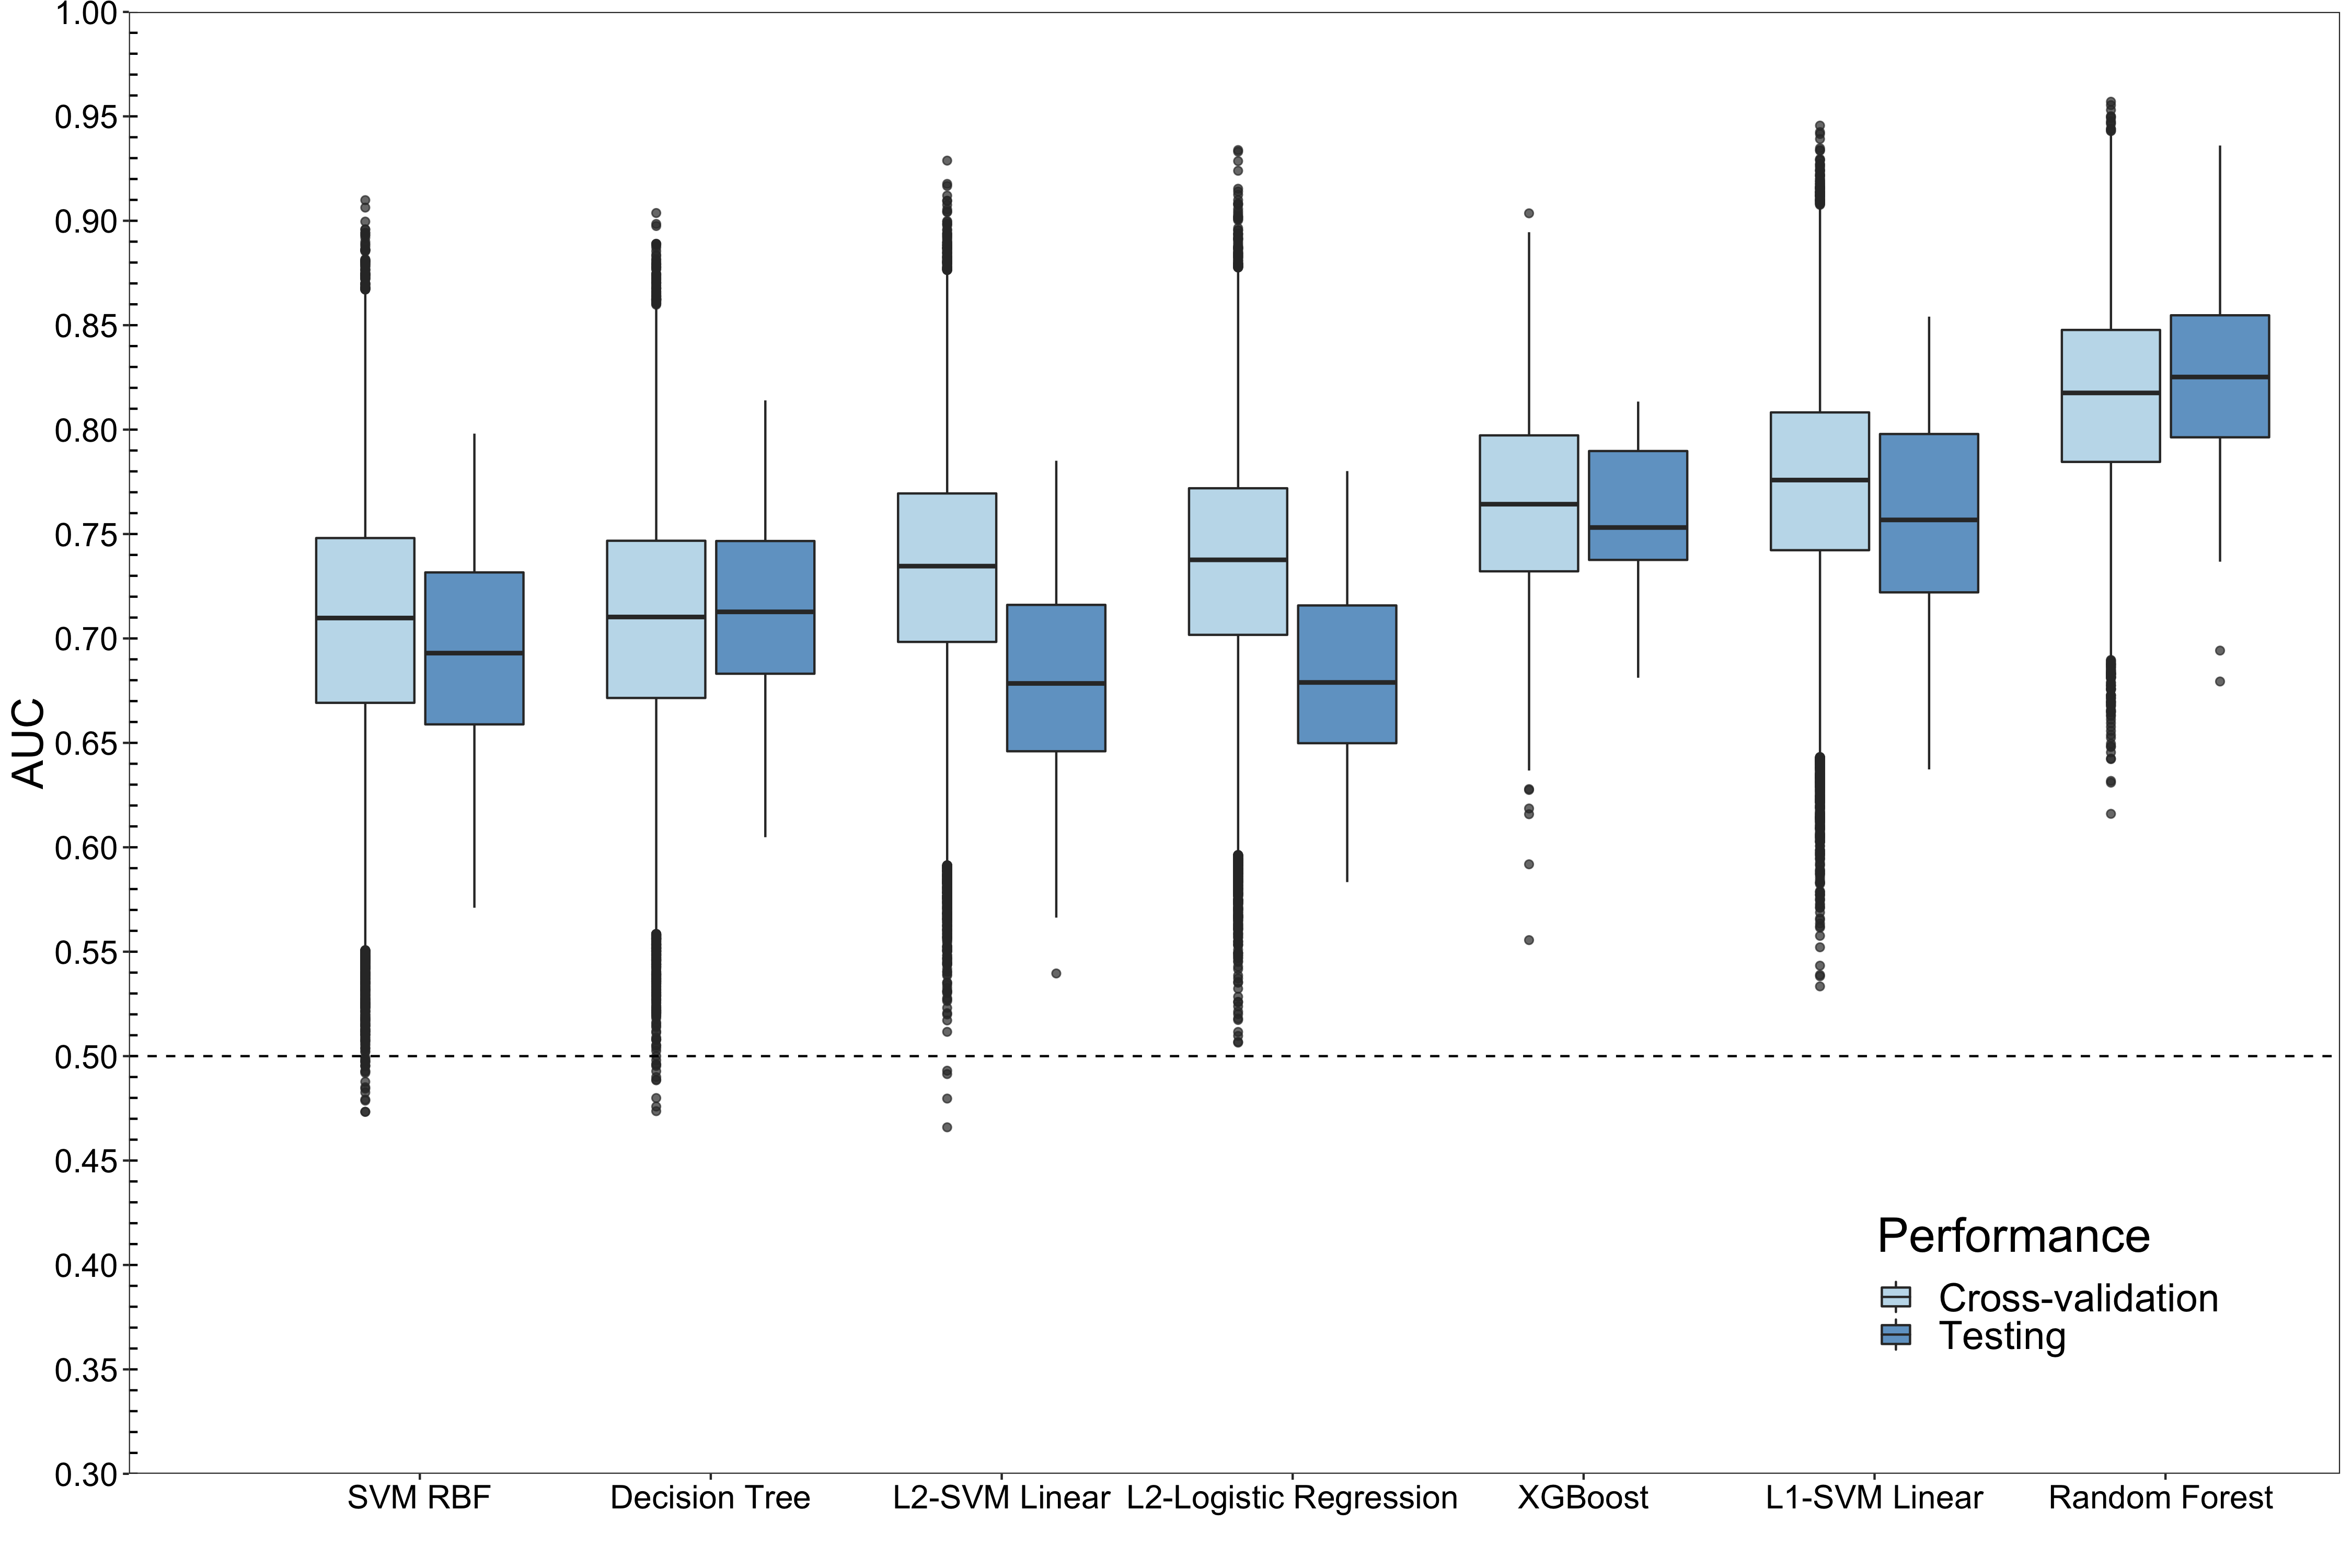 AUC
1.00
0.95
0.90
0.85
0.80
0.75
0.70
0.65
0.60
0.55
0.50
0.45
0.40
0.35
0.30
SVM RBF
Decision Tree
L2-SVM Linear
L2-Logistic Regression
XGBoost
L1-SVM Linear
Random Forest
Performance
Cross-validation
Testing